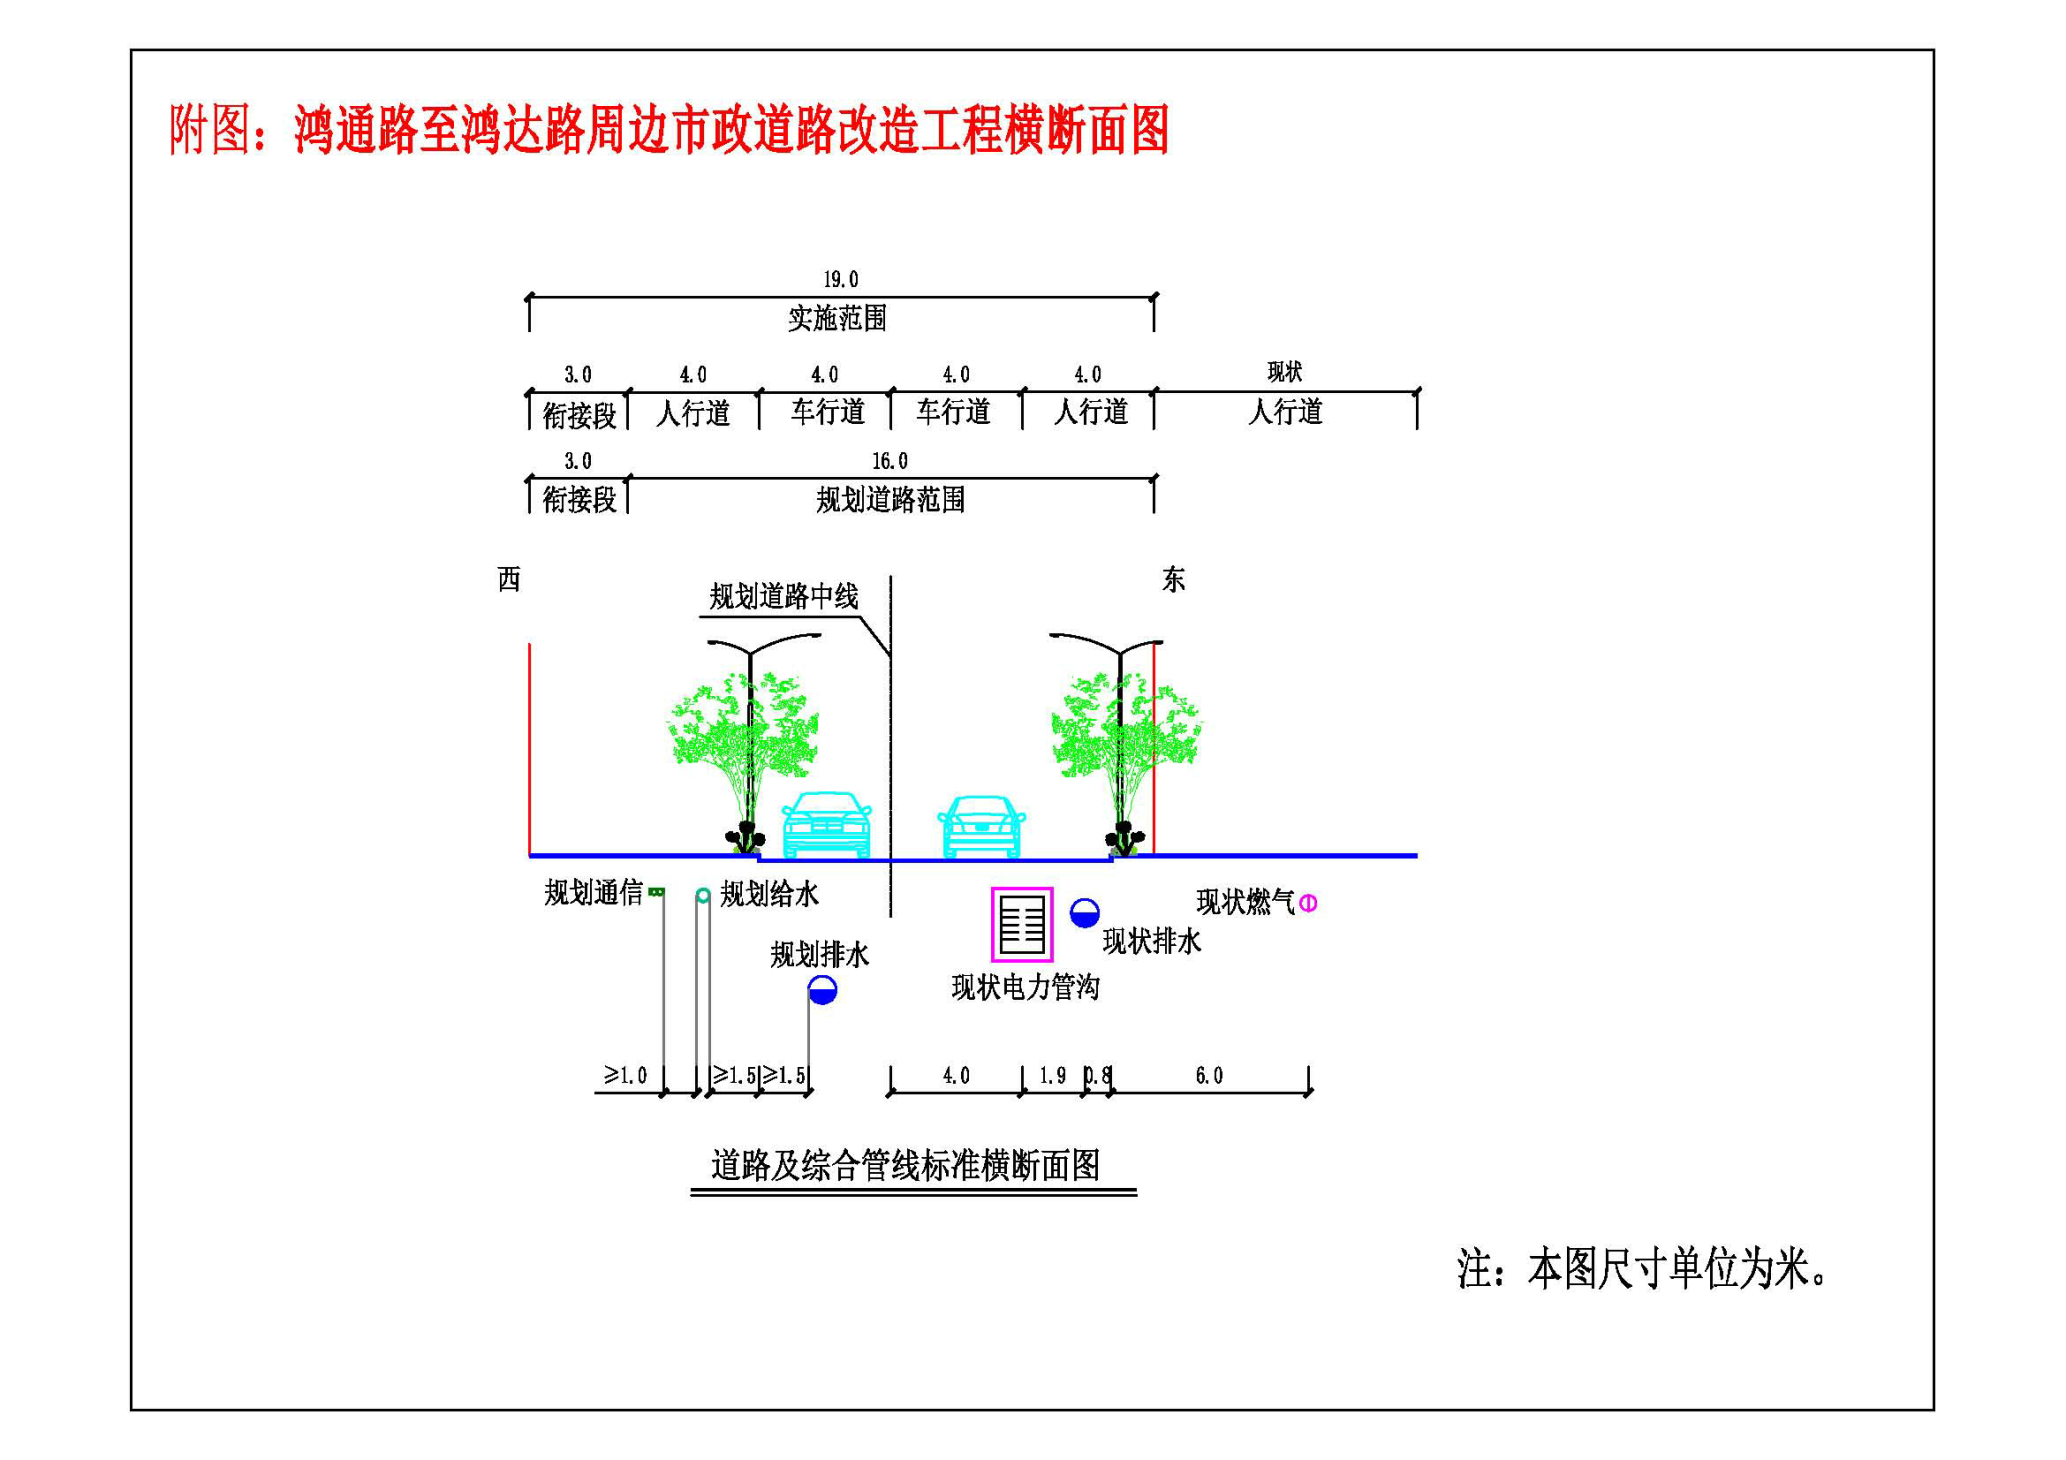 附图：鸿通路至鸿达路周边市政道路改造工程横断面图
19.0
实施范围
3.0 4.0 4.0 4.0 4.0 现状
衔接段 人行道 车行道 车行道 人行道 人行道
3.0 16.0
衔接段 规划道路范围
西 东
规划道路中线
规划通信 规划给水 现状燃气
规划排水 现状排水
现状电力管沟
≥1.0 ≥1.5 ≥1.5 4.0 1.9 0.8 6.0
道路及综合管线标准横断面图
注：本图尺寸单位为米。